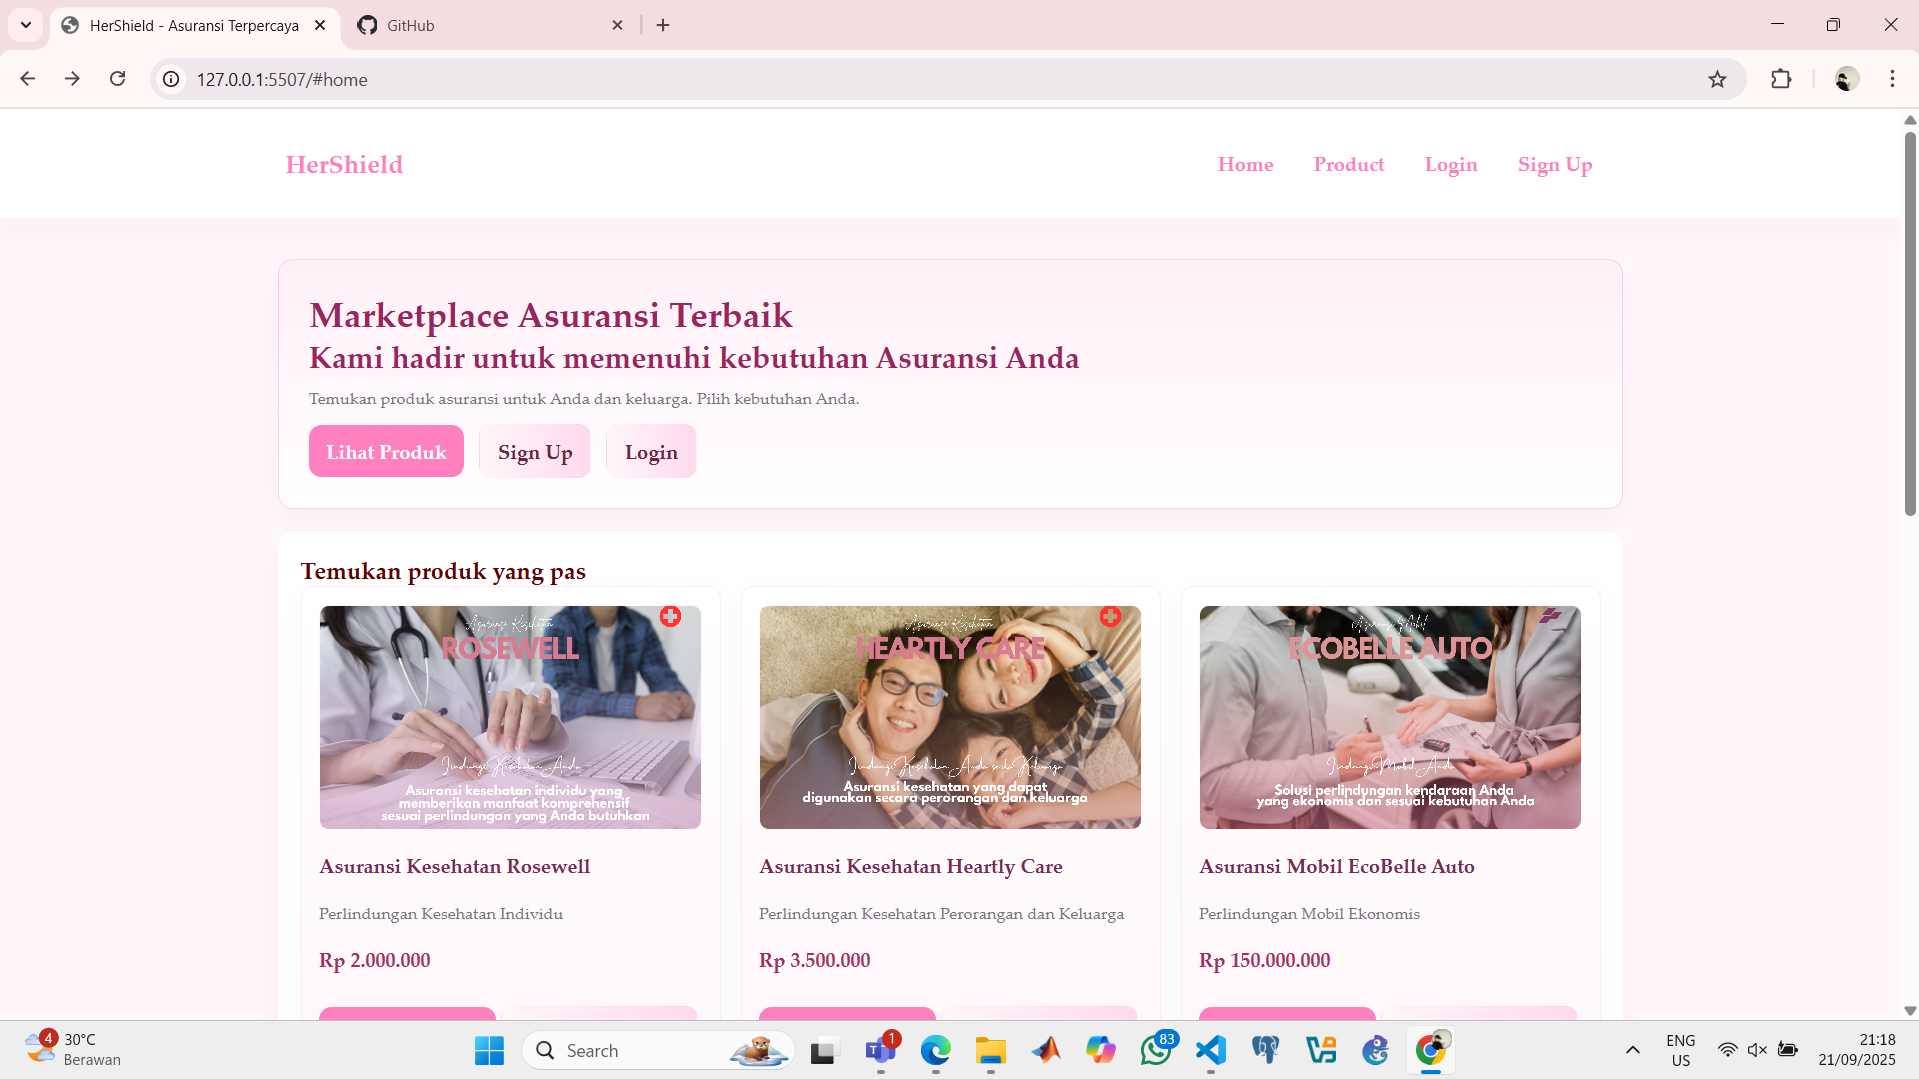 HerShield - Asuransi Terpercaya
GitHub
127.0.0.1:5507/#home
HerShield
Home Product Login Sign Up
Marketplace Asuransi Terbaik
Kami hadir untuk memenuhi kebutuhan Asuransi Anda
Temukan produk asuransi untuk Anda dan keluarga. Pilih kebutuhan Anda.
Lihat Produk Sign Up Login
Temukan produk yang pas
Asuransi Kesehatan
ROSEWELL
Lindungi Kesehatan Anda
Asuransi kesehatan individu yang
memberikan manfaat komprehensif
sesuai perlindungan yang Anda butuhkan
Asuransi Kesehatan Rosewell
Perlindungan Kesehatan Individu
Rp 2.000.000
Asuransi Kesehatan
HEARTLY CARE
Lindungi Kesehatan Anda serta Keluarga
Asuransi kesehatan yang dapat
digunakan secara perorangan dan keluarga
Asuransi Kesehatan Heartly Care
Perlindungan Kesehatan Perorangan dan Keluarga
Rp 3.500.000
Asuransi Mobil
ECOBELLE AUTO
Lindungi Mobil Anda
Solusi perlindungan kendaraan Anda
yang ekonomis dan sesuai kebutuhan Anda
Asuransi Mobil EcoBelle Auto
Perlindungan Mobil Ekonomis
Rp 150.000.000
4
30°C
Berawan
Search
1
83
ENG
US
21:18
21/09/2025